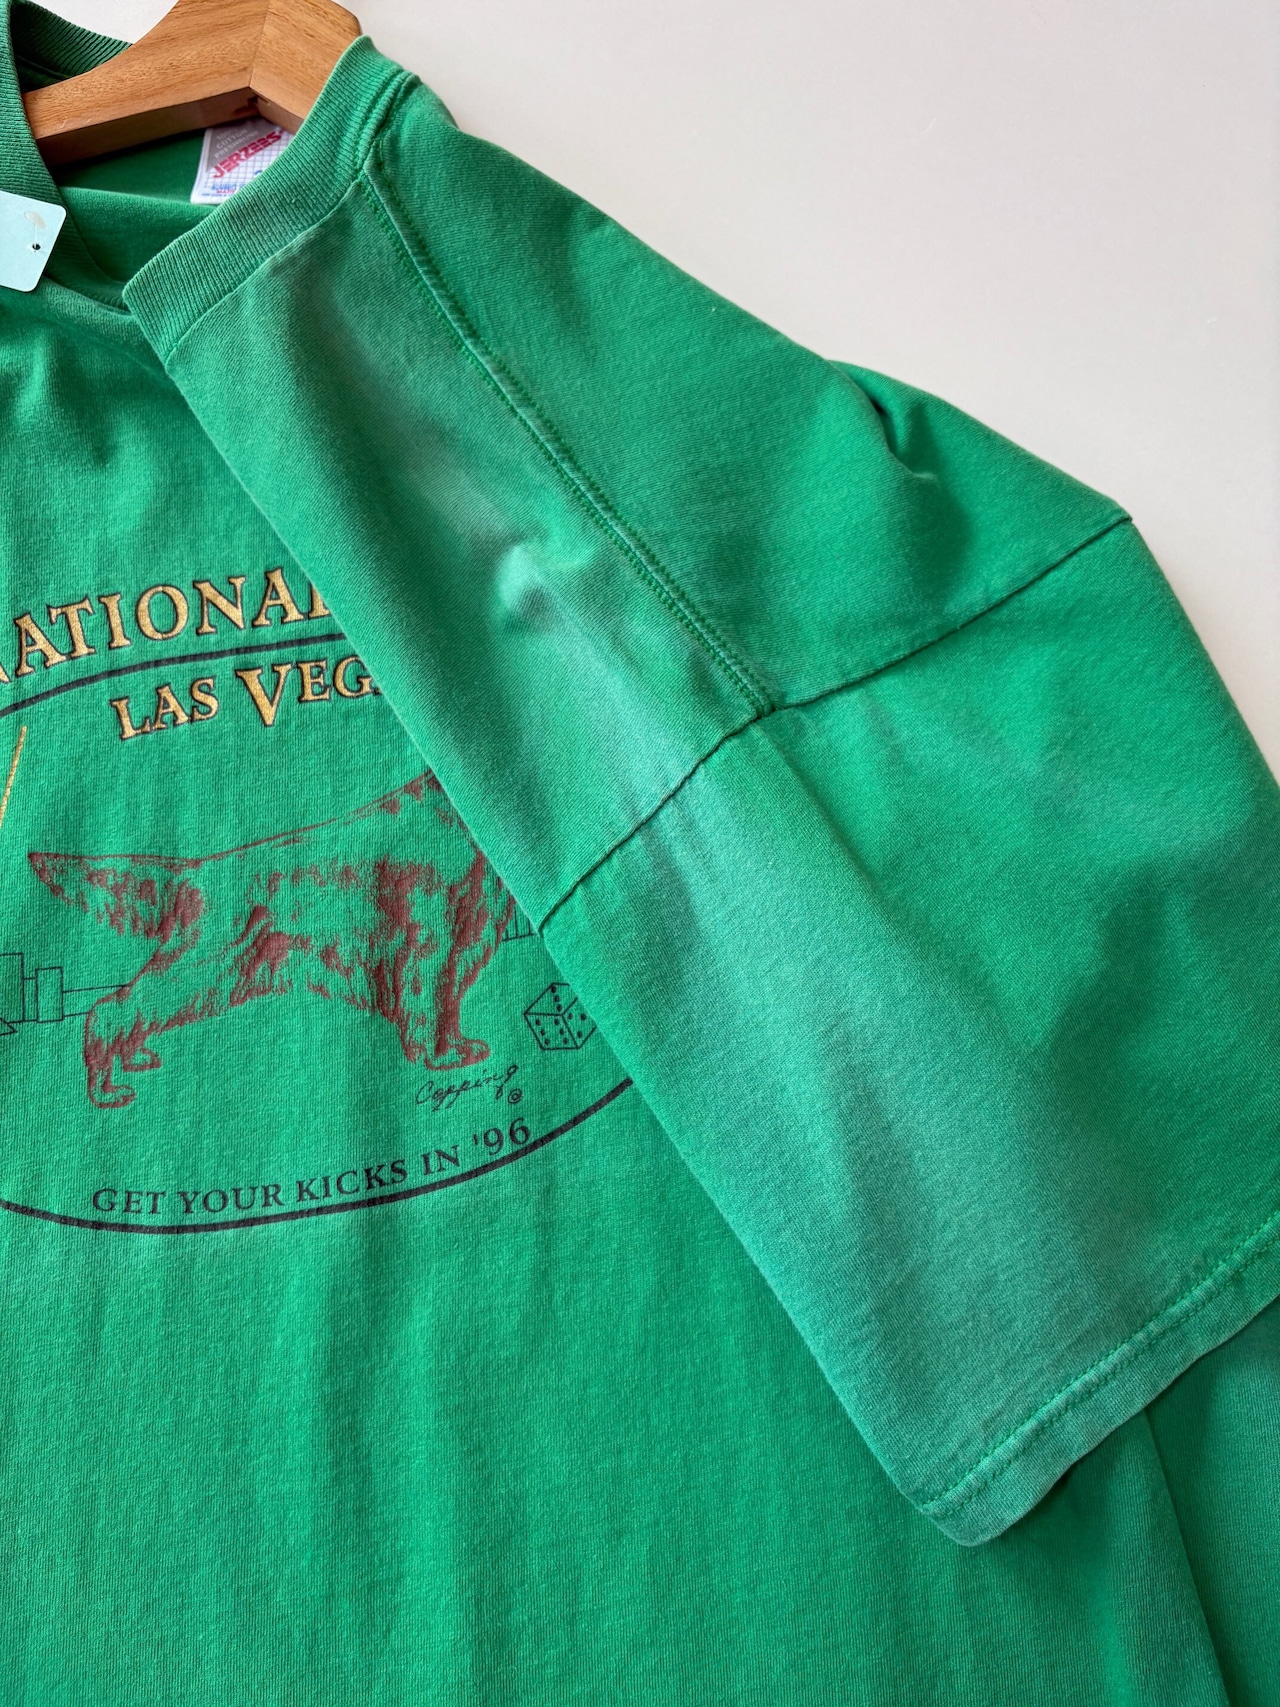 JERZEES
NATIONAL
LAS VEG
Copping ©
GET YOUR KICKS IN '96